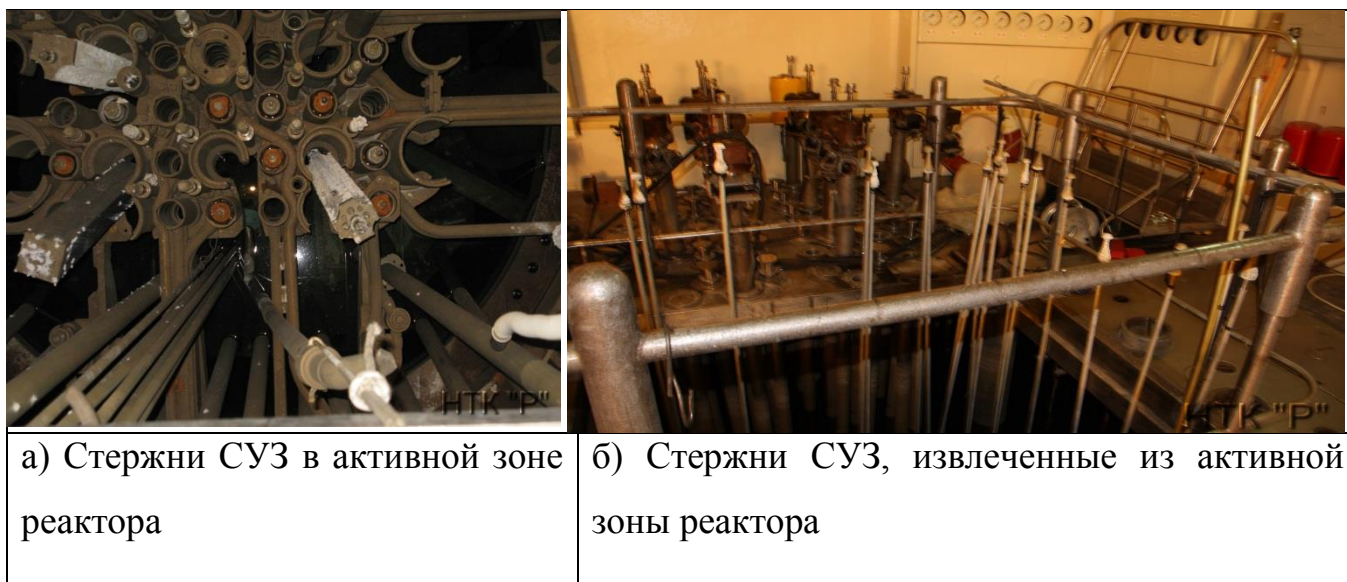 НТК "Р"
НТК "Р"
а) Стержни СУЗ в активной зоне
реактора
б) Стержни СУЗ, извлеченные из активной
зоны реактора